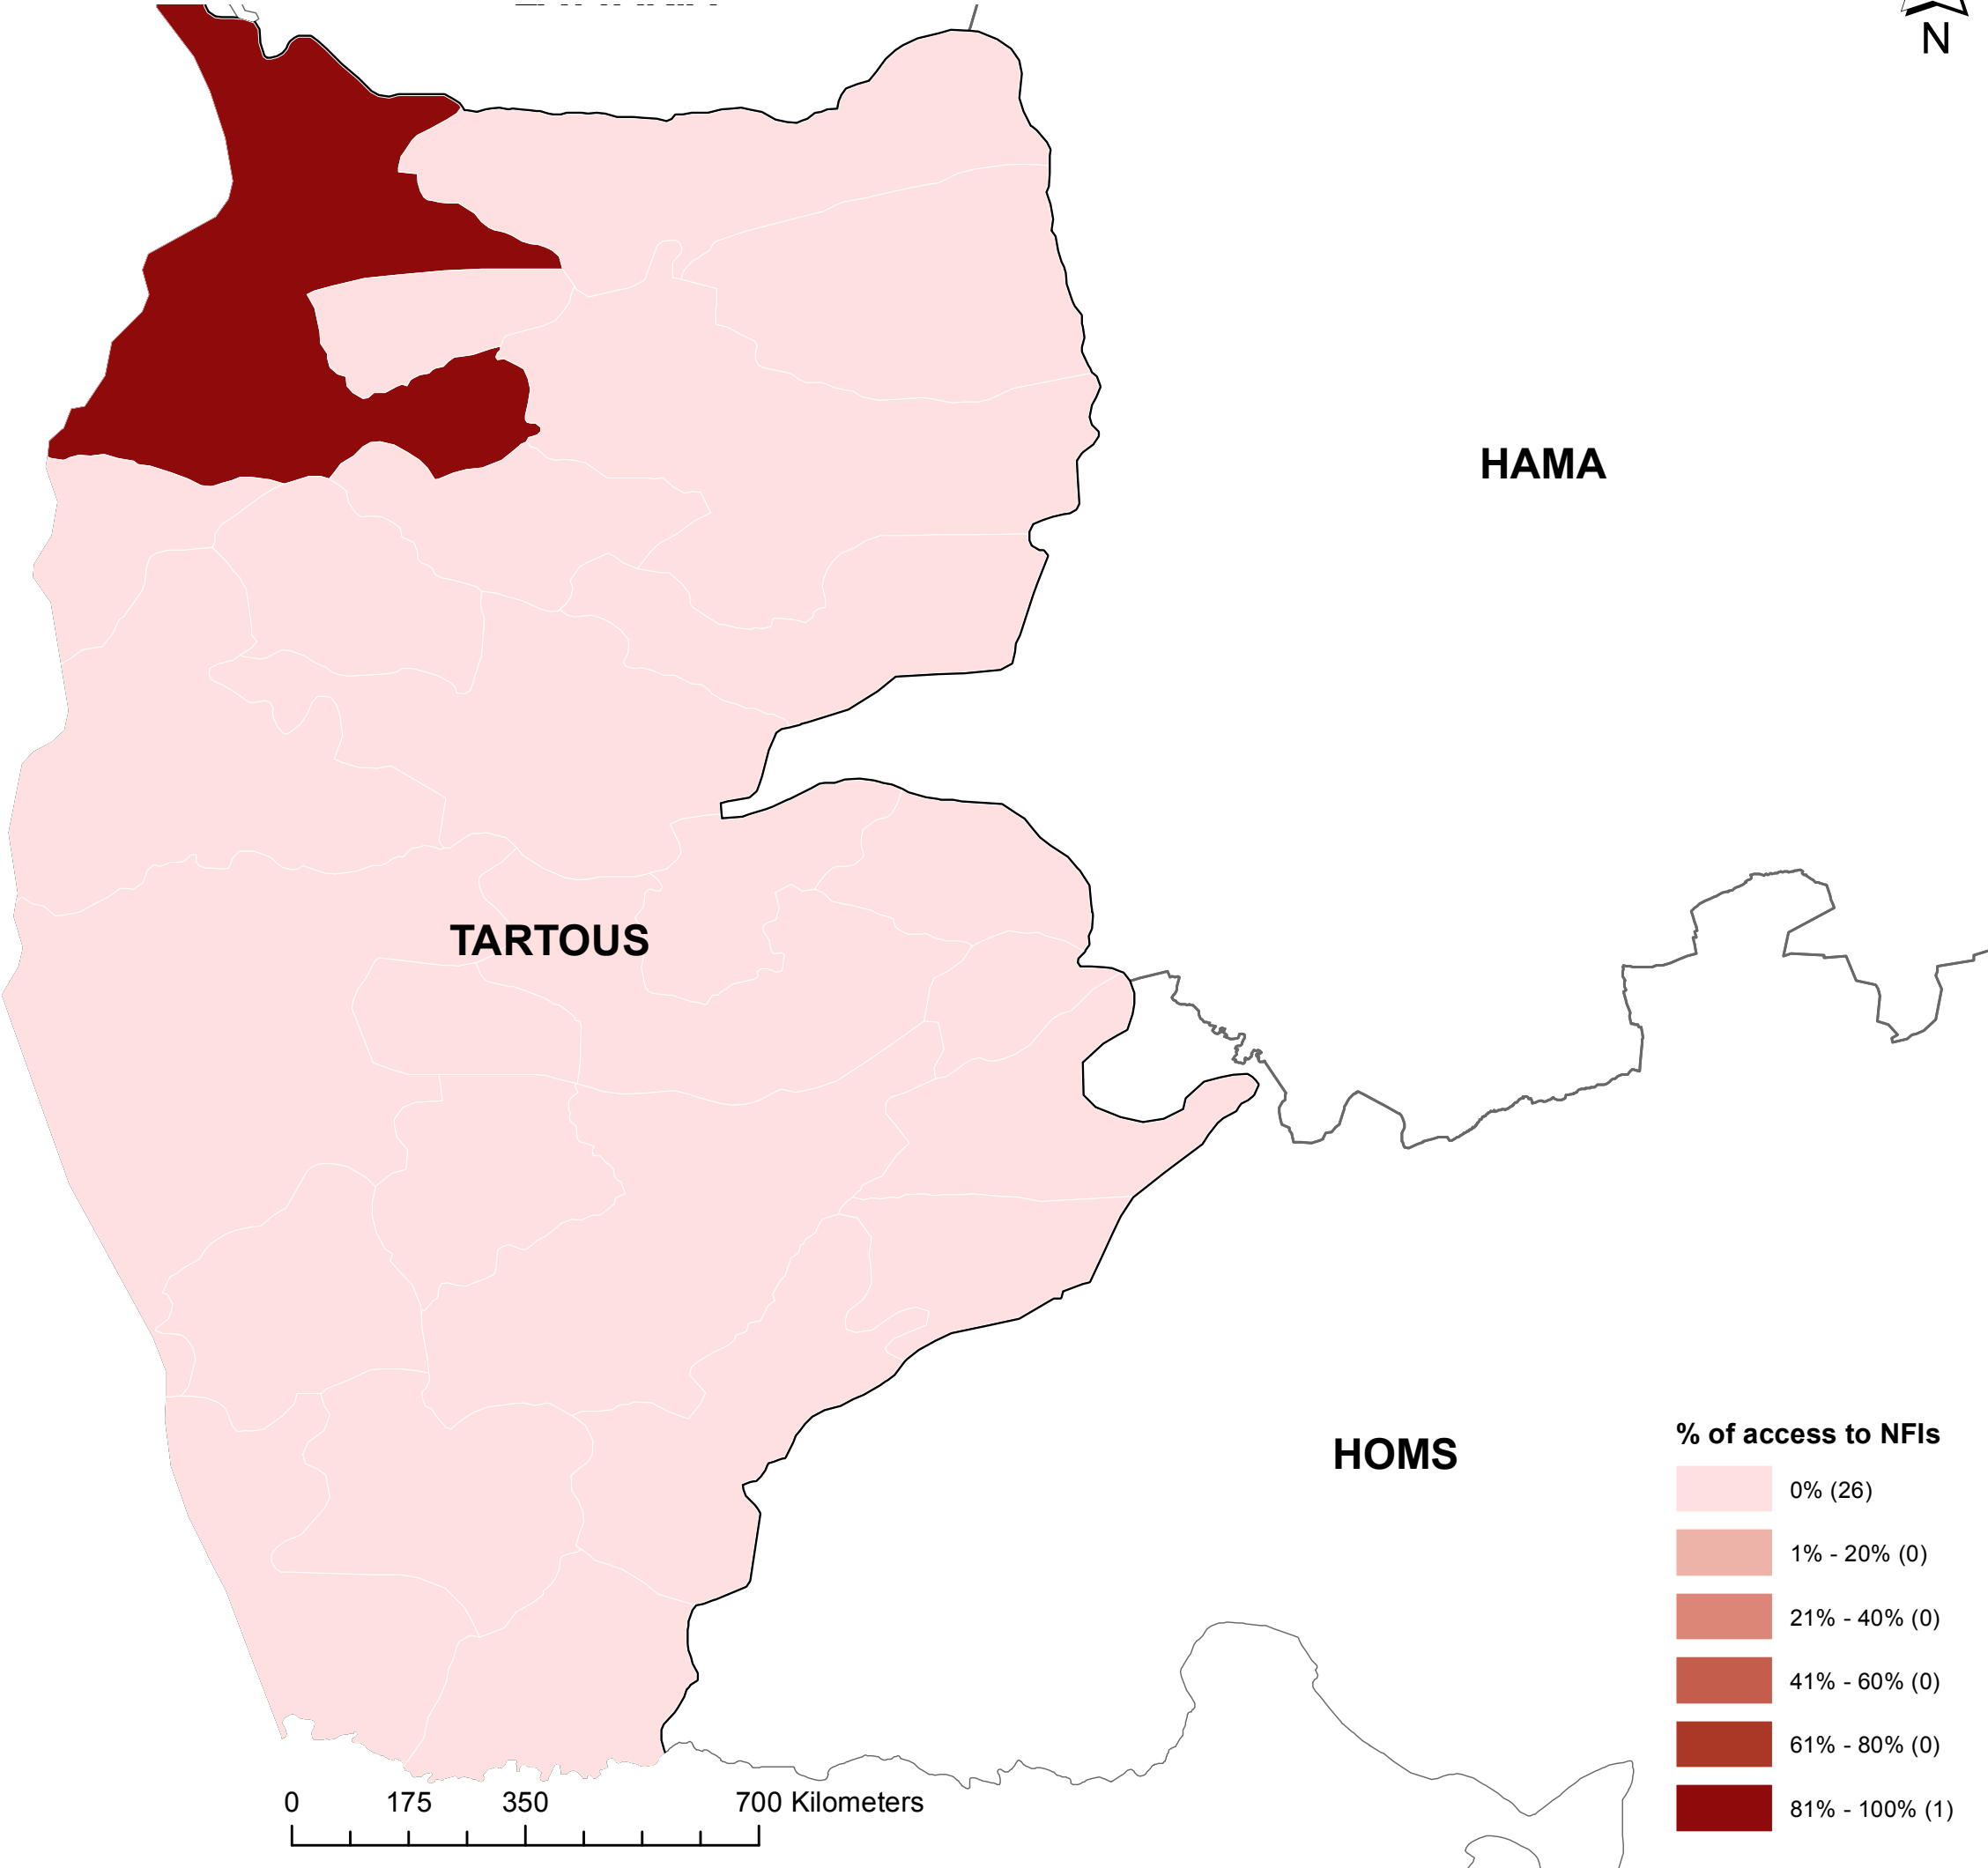 N
HAMA
TARTOUS
HOMS
% of access to NFIs
0% (26)
1% - 20% (0)
21% - 40% (0)
41% - 60% (0)
61% - 80% (0)
81% - 100% (1)
0 175 350 700 Kilometers